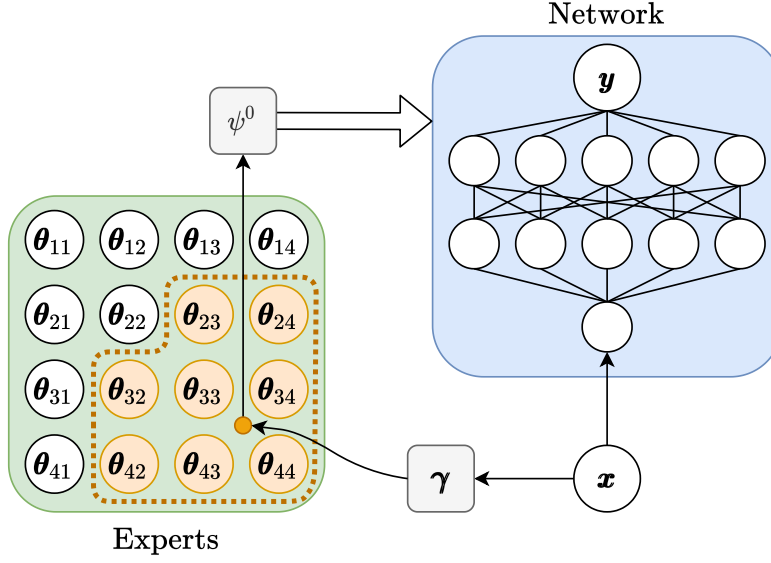 Network
y
ψ⁰
θ₁₁ θ₁₂ θ₁₃ θ₁₄
θ₂₁ θ₂₂ θ₂₃ θ₂₄
θ₃₁ θ₃₂ θ₃₃ θ₃₄
θ₄₁ θ₄₂ θ₄₃ θ₄₄
γ
x
Experts